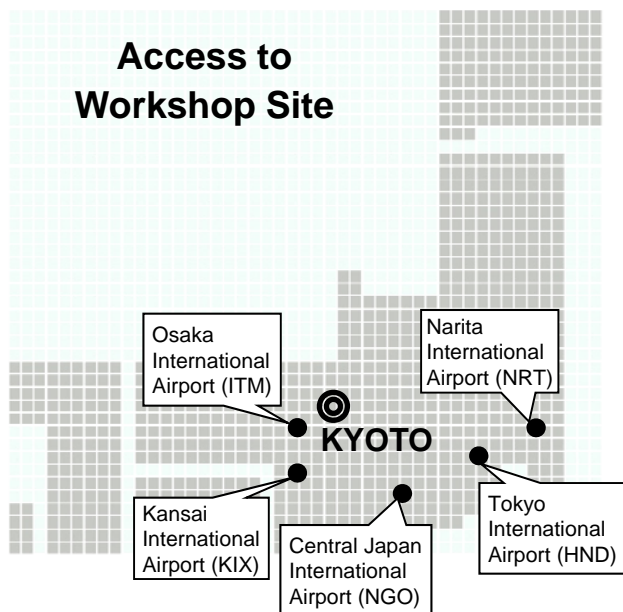 Access to
Workshop Site
Osaka
International
Airport (ITM)
Narita
International
Airport (NRT)
KYOTO
Kansai
International
Airport (KIX)
Central Japan
International
Airport (NGO)
Tokyo
International
Airport (HND)